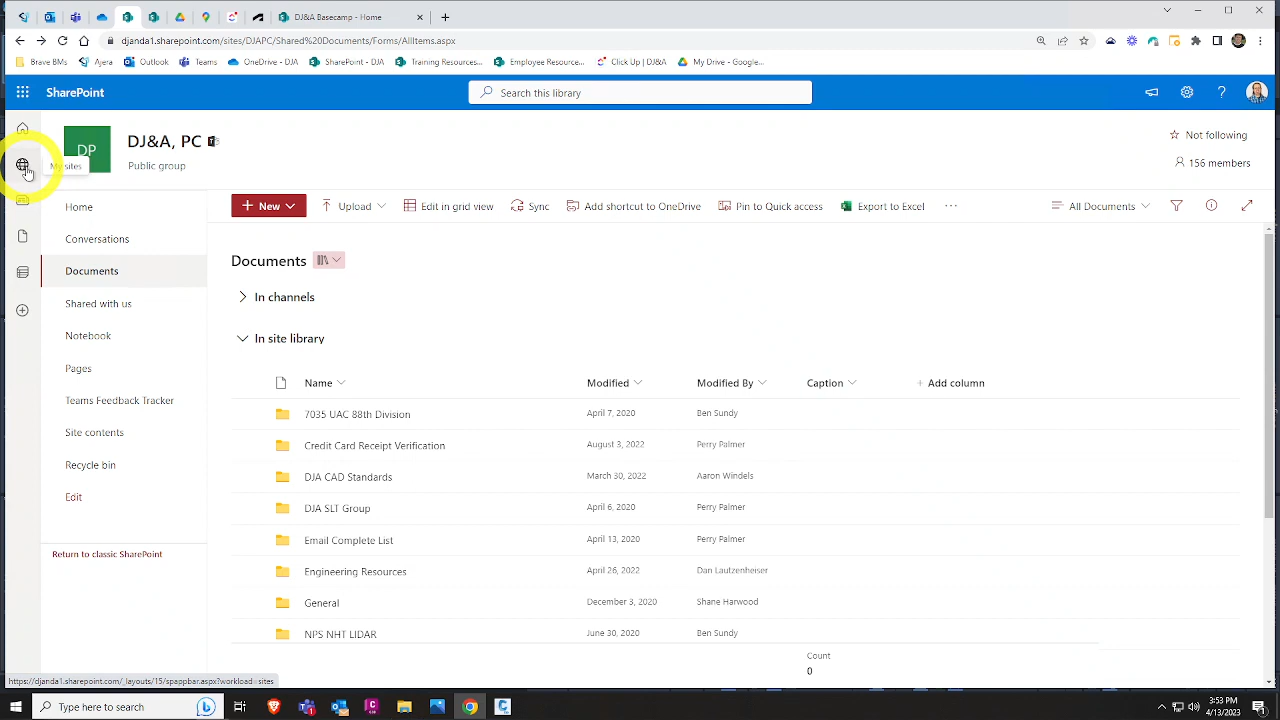 DJ&A Basecamp - Home
djanda1.sharepoint.com/sites/DJAPC/Shared%20Documents/Forms/AllItems.aspx
Brave BMs Ajera Outlook Teams OneDrive - DJA SharePoint - DJA Training Resources... Employee Resource... Click Up | DJ&A My Drive - Google...
SharePoint
Search this library
DP
DJ&A, PC
Public group
Not following
156 members
My sites
Home
Conversations
Documents
Shared with us
Notebook
Pages
Teams Feedback Tracker
Site contents
Recycle bin
Edit
Return to classic SharePoint
New Upload Edit in grid view Sync Add shortcut to OneDrive Pin to Quick access Export to Excel ... All Documents
Documents
In channels
In site library
Name Modified Modified By Caption + Add column
7035 UAC 88th Division April 7, 2020 Ben Sundy
Credit Card Receipt Verification August 3, 2022 Perry Palmer
DJA CAD Standards March 30, 2022 Aaron Windels
DJA SLT Group April 6, 2020 Perry Palmer
Email Complete List April 13, 2020 Perry Palmer
Engineering Resources April 26, 2022 Dan Lautzenheiser
General December 3, 2020 Shane Harwood
NPS NHT LIDAR June 30, 2020 Ben Sundy
Count
0
https://djanda1.sharepoint.com/_layouts/15/spappbar.aspx?workload=sites
Type here to search
3:53 PM
4/13/2023